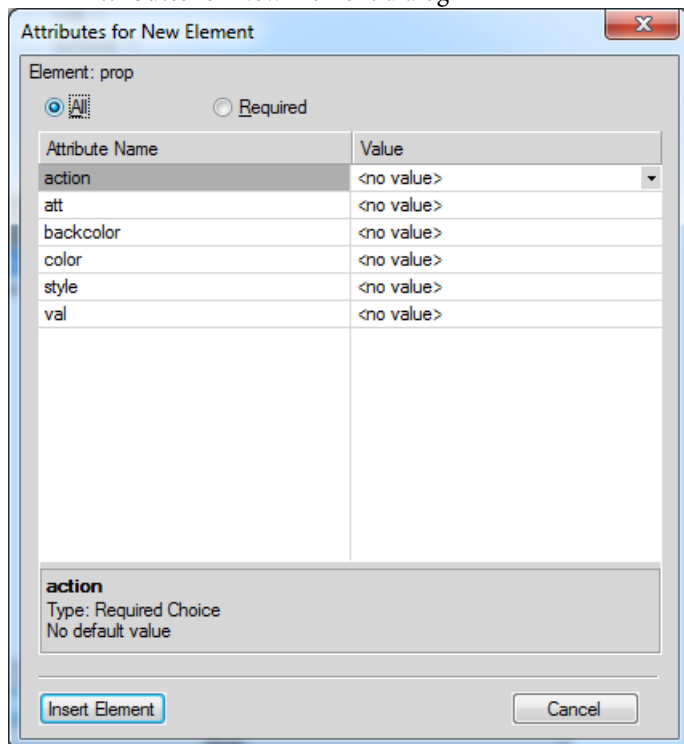 Attributes for New Element
Element: prop
All Required
Attribute Name Value
action <no value>
att <no value>
backcolor <no value>
color <no value>
style <no value>
val <no value>
action
Type: Required Choice
No default value
Insert Element Cancel